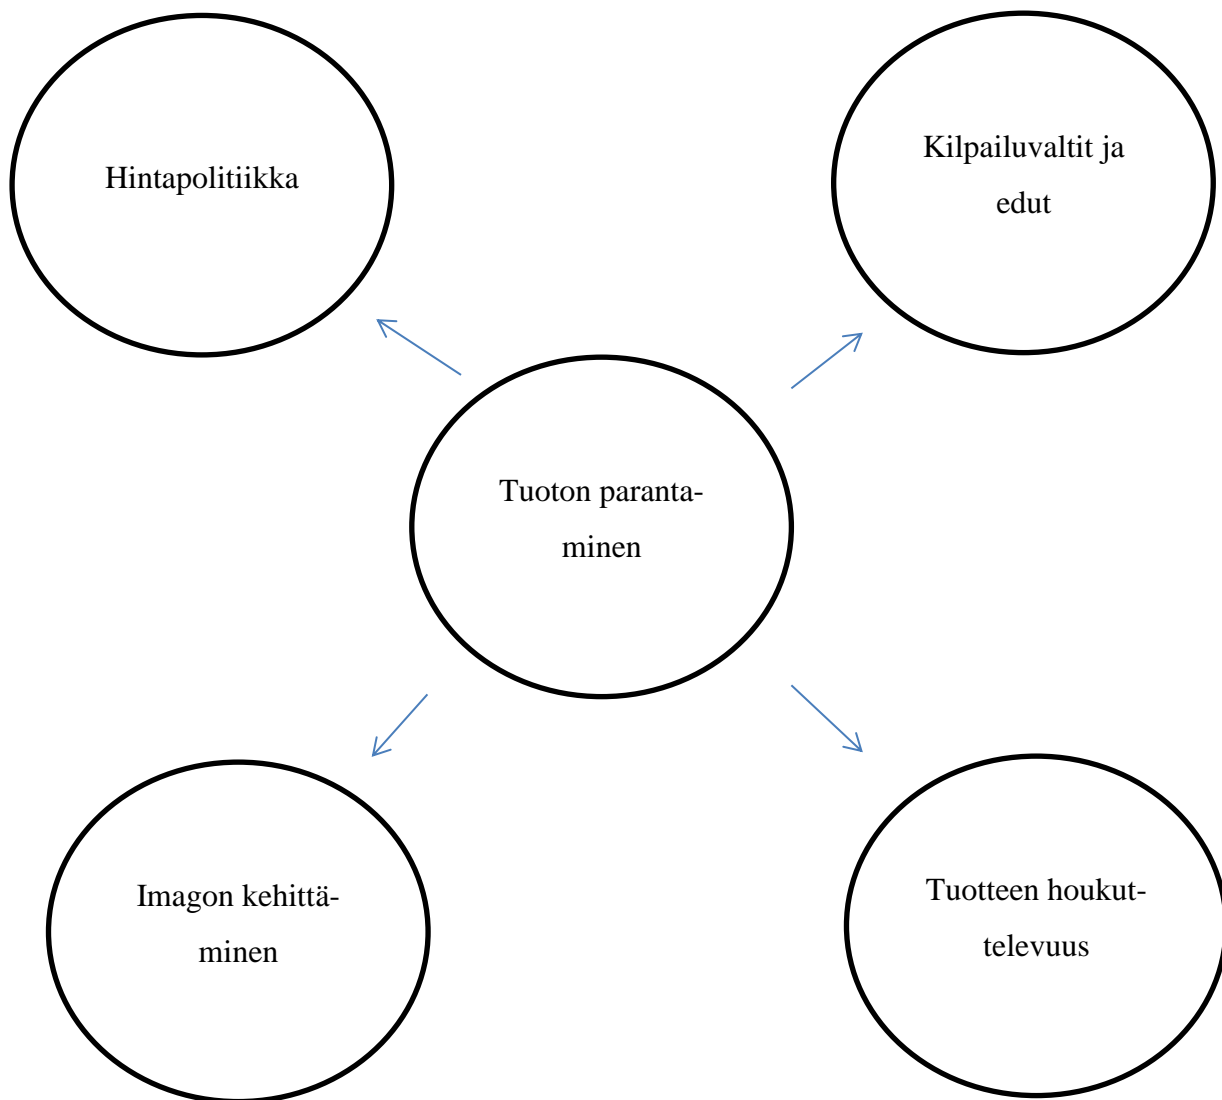 Hintapolitiikka
Kilpailuvaltit ja
edut
Tuoton paranta-
minen
Imagon kehittä-
minen
Tuotteen houkut-
televuus